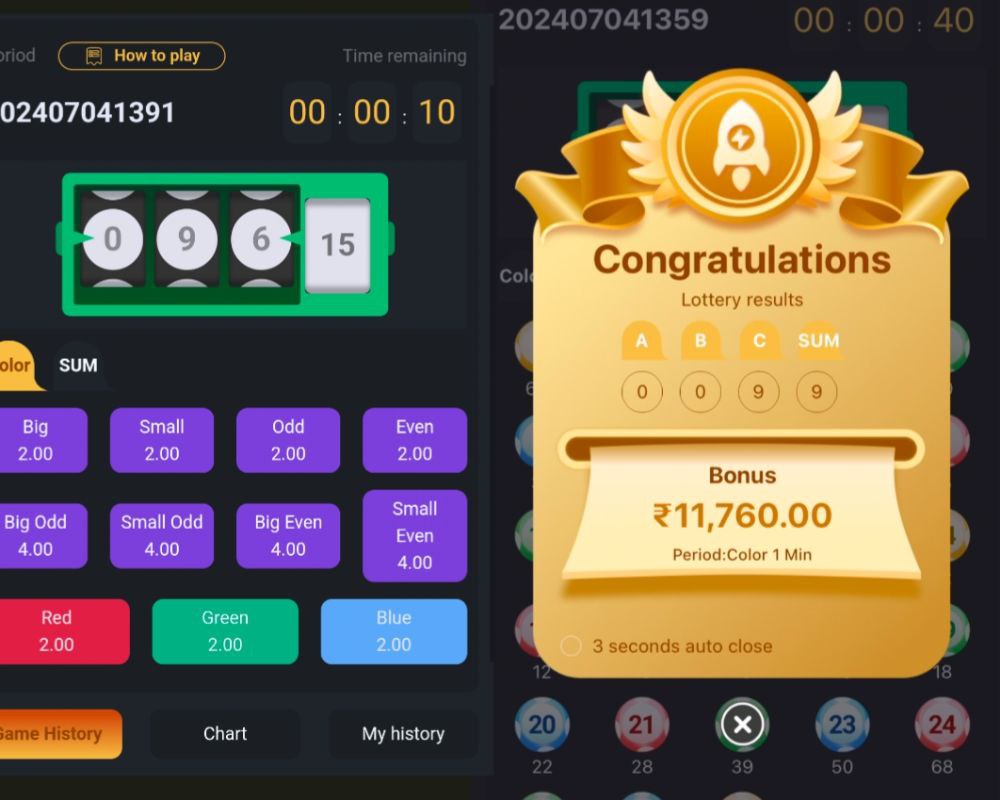 eriod
How to play
Time remaining
02407041391
00 : 00 : 10
0 9 6 15
olor
SUM
Big
2.00
Small
2.00
Odd
2.00
Even
2.00
Big Odd
4.00
Small Odd
4.00
Big Even
4.00
Small
Even
4.00
Red
2.00
Green
2.00
Blue
2.00
Game History
Chart
My history
202407041359
00 : 00 : 40
Colo
Congratulations
Lottery results
A B C SUM
0 0 9 9
Bonus
₹11,760.00
Period:Color 1 Min
3 seconds auto close
12 18
20 21 23 24
22 28 39 50 68